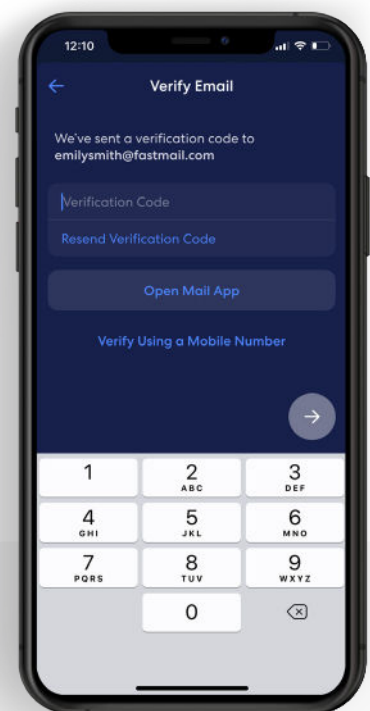 12:10
Verify Email
We've sent a verification code to
emilysmith@fastmail.com
Verification Code
Resend Verification Code
Open Mail App
Verify Using a Mobile Number
1 2 3
ABC DEF
4 5 6
GHI JKL MNO
7 8 9
PQRS TUV WXYZ
0